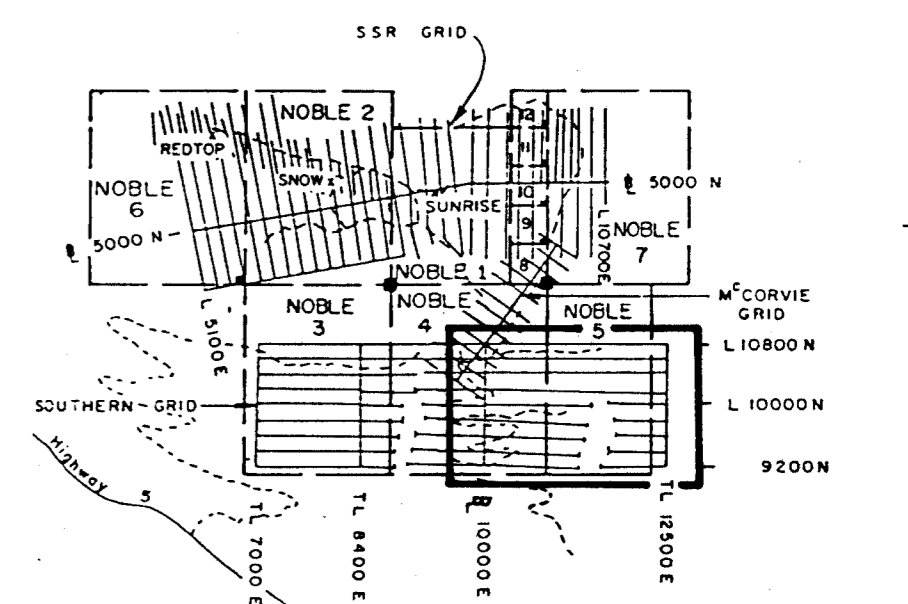 SSR GRID
NOBLE 2
12
REDTOP
11
SNOW x
NOBLE
6
10
℄ 5000 N
SUNRISE
℄ 5000 N
9
L 10700E
NOBLE
7
8
NOBLE 1
L 5100 E
NOBLE
3
NOBLE
4
NOBLE
5
McCORVIE
GRID
L 10800 N
SOUTHERN GRID
L 10000 N
9200 N
Highway 5
TL 7000 E
TL 8400 E
℄ 10000 E
TL 12500 E